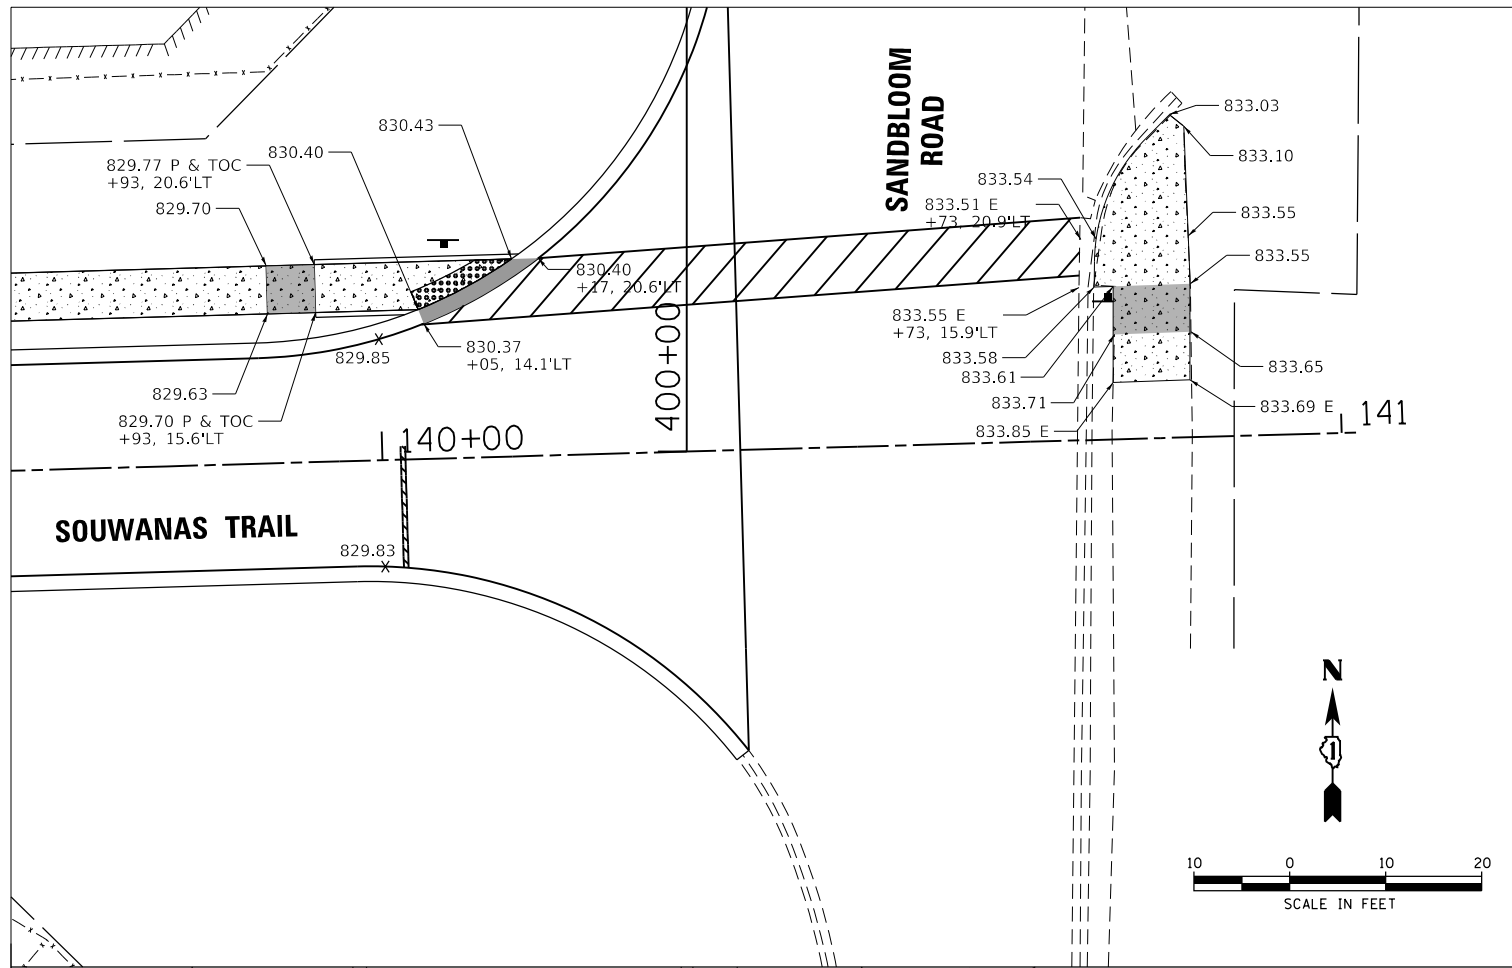 SANDBLOOM
ROAD
833.03
830.43
830.40
829.77 P & TOC
+93, 20.6'LT
833.10
829.70
833.54
833.51 E
+73, 20.9'LT
833.55
833.55
830.40
+17, 20.6'LT
833.55 E
+73, 15.9'LT
829.85
830.37
+05, 14.1'LT
833.58
833.61
833.65
829.63
833.71
833.69 E
829.70 P & TOC
+93, 15.6'LT
833.85 E
400+00
140+00
141
SOUWANAS TRAIL
829.83
N
1
10 0 10 20
SCALE IN FEET